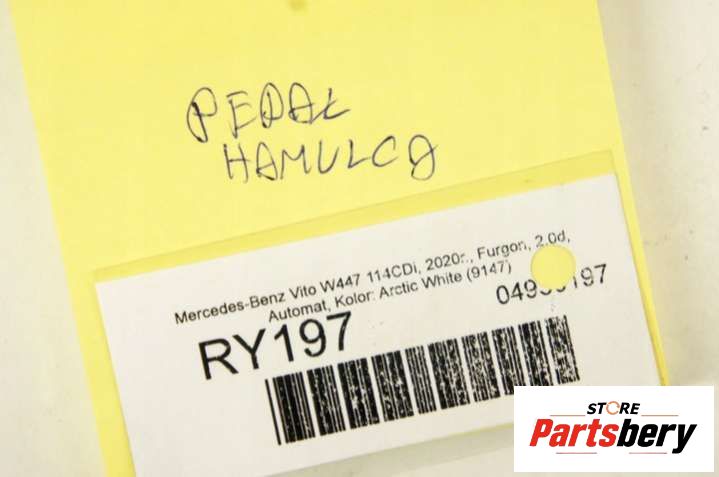 PEDAŁ
HAMULCA
Mercedes-Benz Vito W447 114CDi, 2020r., Furgon, 2.0d,
Automat, Kolor: Arctic White (9147)
RY197
STORE
Partsbery